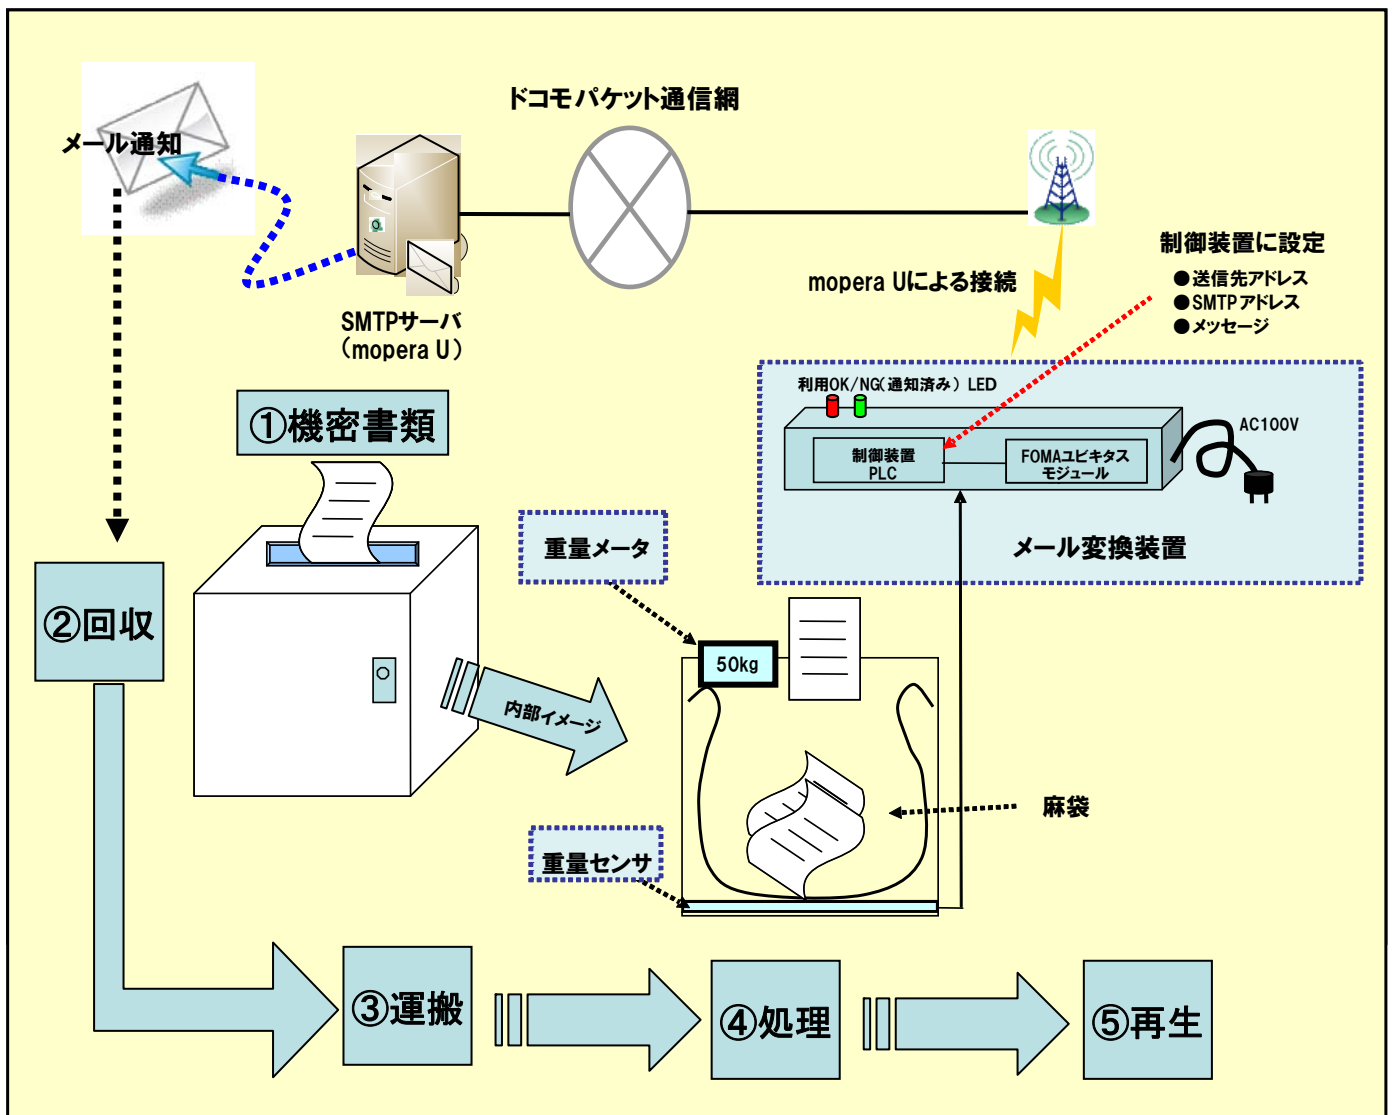 ドコモパケット通信網
メール通知
制御装置に設定
●送信先アドレス
●SMTPアドレス
●メッセージ
mopera Uによる接続
SMTPサーバ
（mopera U）
利用OK/NG（通知済み） LED
①機密書類
AC100V
制御装置
PLC
FOMAユビキタス
モジュール
メール変換装置
重量メータ
②回収
50kg
内部イメージ
麻袋
重量センサ
③運搬
④処理
⑤再生